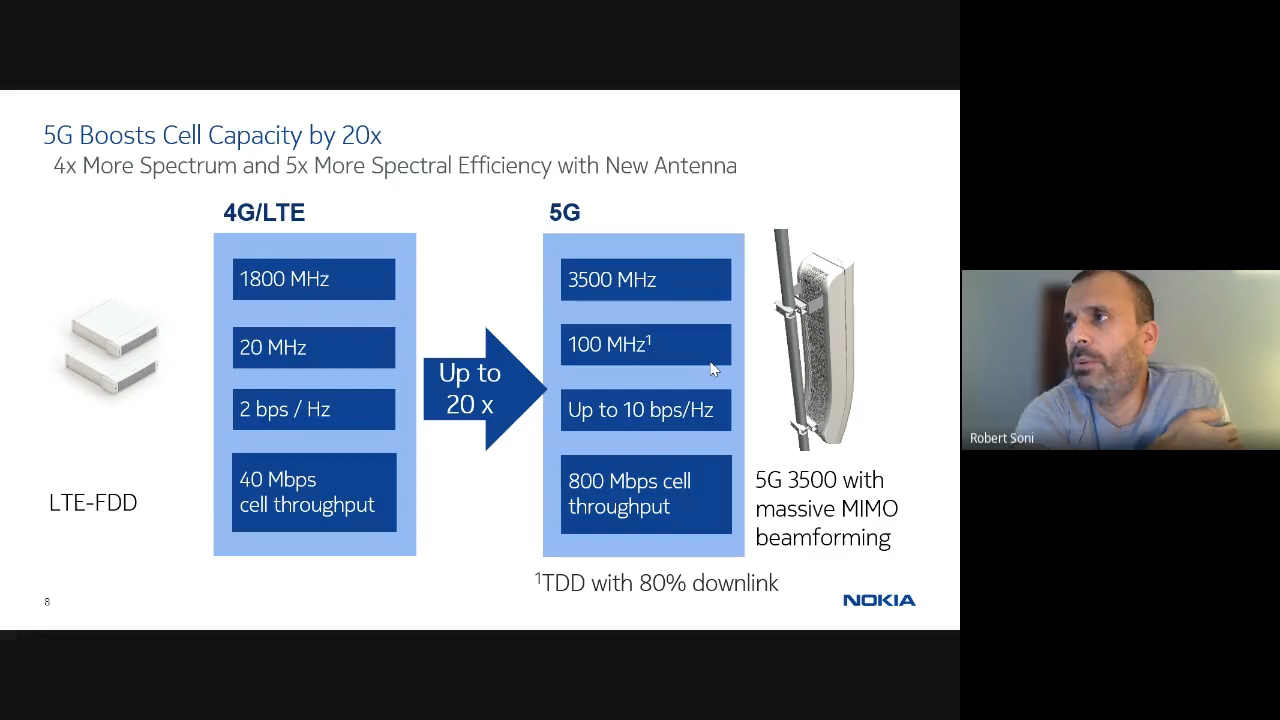 5G Boosts Cell Capacity by 20x
4x More Spectrum and 5x More Spectral Efficiency with New Antenna
4G/LTE
1800 MHz
20 MHz
2 bps / Hz
40 Mbps
cell throughput
LTE-FDD
Up to
20 x
5G
3500 MHz
100 MHz¹
Up to 10 bps/Hz
800 Mbps cell
throughput
5G 3500 with
massive MIMO
beamforming
¹TDD with 80% downlink
8
NOKIA
Robert Soni